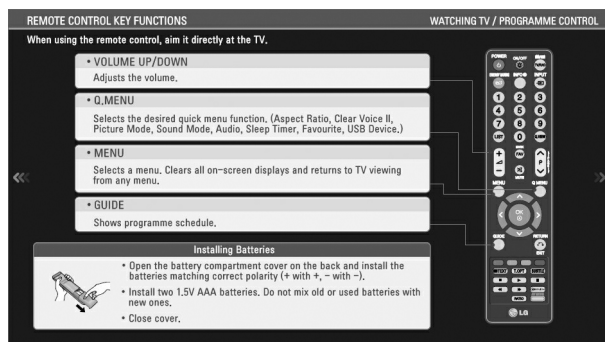 REMOTE CONTROL KEY FUNCTIONS
WATCHING TV / PROGRAMME CONTROL
When using the remote control, aim it directly at the TV.
• VOLUME UP/DOWN
Adjusts the volume.
• Q.MENU
Selects the desired quick menu function. (Aspect Ratio, Clear Voice II,
Picture Mode, Sound Mode, Audio, Sleep Timer, Favourite, USB Device.)
• MENU
Selects a menu. Clears all on-screen displays and returns to TV viewing
from any menu.
• GUIDE
Shows programme schedule.
Installing Batteries
• Open the battery compartment cover on the back and install the
batteries matching correct polarity (+ with +, - with -).
• Install two 1.5V AAA batteries. Do not mix old or used batteries with
new ones.
• Close cover.
POWER
ON/OFF
INPUT
1 2 3
4 5 6
7 8 9
LIST 0
+
P
−
MUTE
MENU
Q.MENU
OK
GUIDE
RETURN
EXIT
RATIO
LG